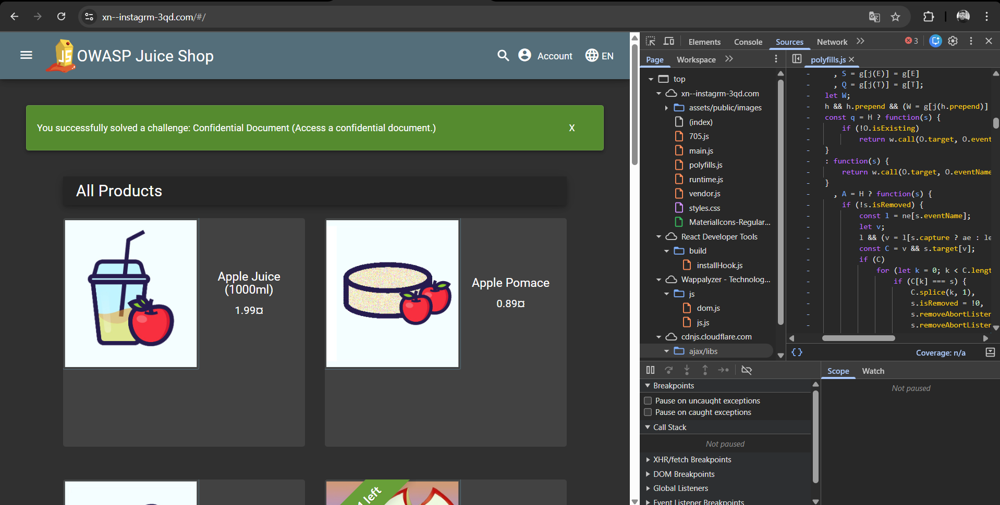 xn--instagrm-3qd.com/#/
OWASP Juice Shop
Account
EN
You successfully solved a challenge: Confidential Document (Access a confidential document.)
X
All Products
Apple Juice
(1000ml)
1.99¤
Apple Pomace
0.89¤
1 left
Elements Console Sources Network
3
Page Workspace
top
xn--instagrm-3qd.com
assets/public/images
(index)
705.js
main.js
polyfills.js
runtime.js
vendor.js
styles.css
MaterialIcons-Regular...
React Developer Tools
build
installHook.js
Wappalyzer - Technolog...
js
dom.js
js.js
cdnjs.cloudflare.com
ajax/libs
polyfills.js
, S = g[j(E)] = g[E]
, Q = g[j(T)] = g[T];
let W;
h && h.prepend && (W = g[j(h.prepend)]
const q = H ? function(s) {
if (!O.isExisting)
return w.call(O.target, O.event
}
: function(s) {
return w.call(O.target, O.eventName
}
, A = H ? function(s) {
if (!s.isRemoved) {
const l = ne[s.eventName];
let v;
l && (v = l[s.capture ? ae : le
const C = v && s.target[v];
if (C)
for (let k = 0; k < C.lengt
if (C[k] === s) {
C.splice(k, 1),
s.isRemoved = !0,
s.removeAbortListen
s.removeAbortListen
{} Coverage: n/a
Breakpoints
Pause on uncaught exceptions
Pause on caught exceptions
Call Stack
Not paused
XHR/fetch Breakpoints
DOM Breakpoints
Global Listeners
Event Listener Breakpoints
Scope Watch
Not paused